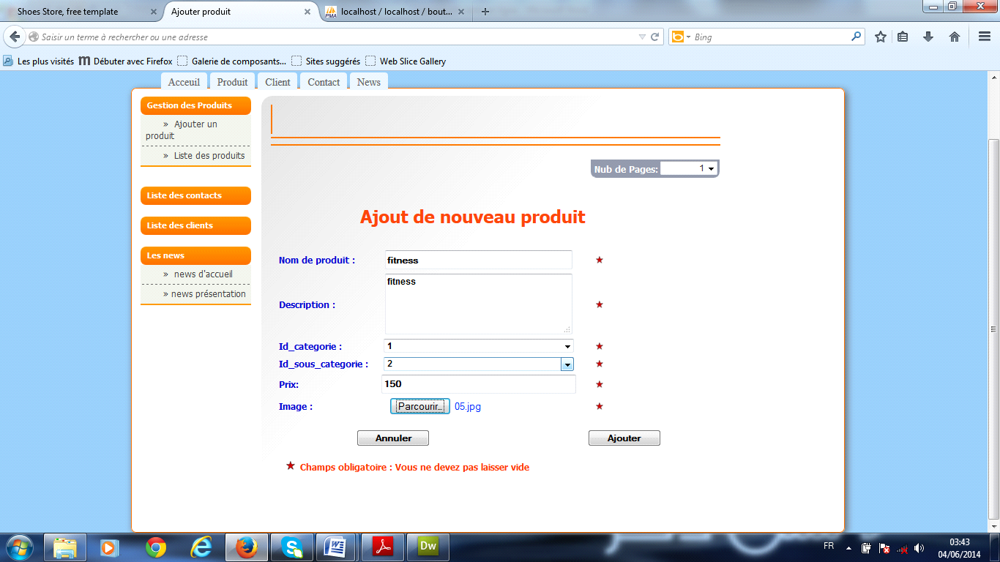 Shoes Store, free template
Ajouter produit
localhost / localhost / bout...
Saisir un terme à rechercher ou une adresse
Bing
Les plus visités
Débuter avec Firefox
Galerie de composants...
Sites suggérés
Web Slice Gallery
Acceuil
Produit
Client
Contact
News
Gestion des Produits
» Ajouter un
produit
» Liste des produits
Liste des contacts
Liste des clients
Les news
» news d'accueil
» news présentation
Nub de Pages: 1
Ajout de nouveau produit
Nom de produit : fitness
Description : fitness
Id_categorie : 1
Id_sous_categorie : 2
Prix: 150
Image : Parcourir... 05.jpg
Annuler
Ajouter
Champs obligatoire : Vous ne devez pas laisser vide
PMA
W
Dw
FR
03:43
04/06/2014